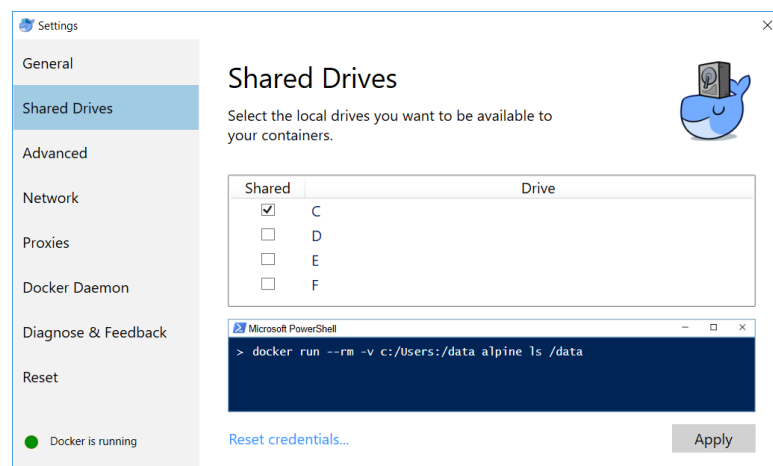 Settings
General
Shared Drives
Advanced
Network
Proxies
Docker Daemon
Diagnose & Feedback
Reset
Docker is running
Shared Drives
Select the local drives you want to be available to
your containers.
Shared Drive
C
D
E
F
Microsoft PowerShell
> docker run --rm -v c:/Users:/data alpine ls /data
Reset credentials...
Apply